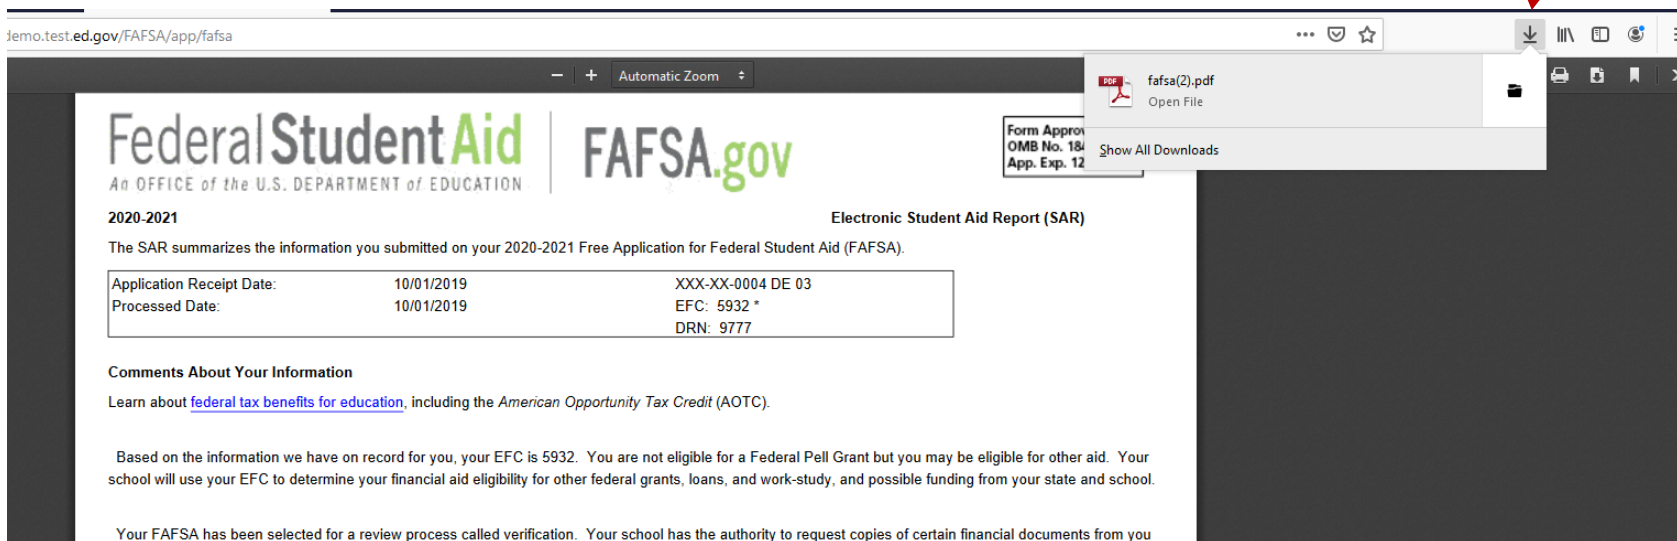 demo.test.ed.gov/FAFSA/app/fafsa
Automatic Zoom
fafsa(2).pdf
Open File
Show All Downloads
Federal Student Aid
An OFFICE of the U.S. DEPARTMENT of EDUCATION
FAFSA.gov
Form
OMB No.
App. Exp.
2020-2021 Electronic Student Aid Report (SAR)
The SAR summarizes the information you submitted on your 2020-2021 Free Application for Federal Student Aid (FAFSA).
Application Receipt Date: 10/01/2019 XXX-XX-0004 DE 03
Processed Date: 10/01/2019 EFC: 5932 *
DRN: 9777
Comments About Your Information
Learn about federal tax benefits for education, including the American Opportunity Tax Credit (AOTC).
Based on the information we have on record for you, your EFC is 5932. You are not eligible for a Federal Pell Grant but you may be eligible for other aid. Your
school will use your EFC to determine your financial aid eligibility for other federal grants, loans, and work-study, and possible funding from your state and school.
Your FAFSA has been selected for a review process called verification. Your school has the authority to request copies of certain financial documents from you